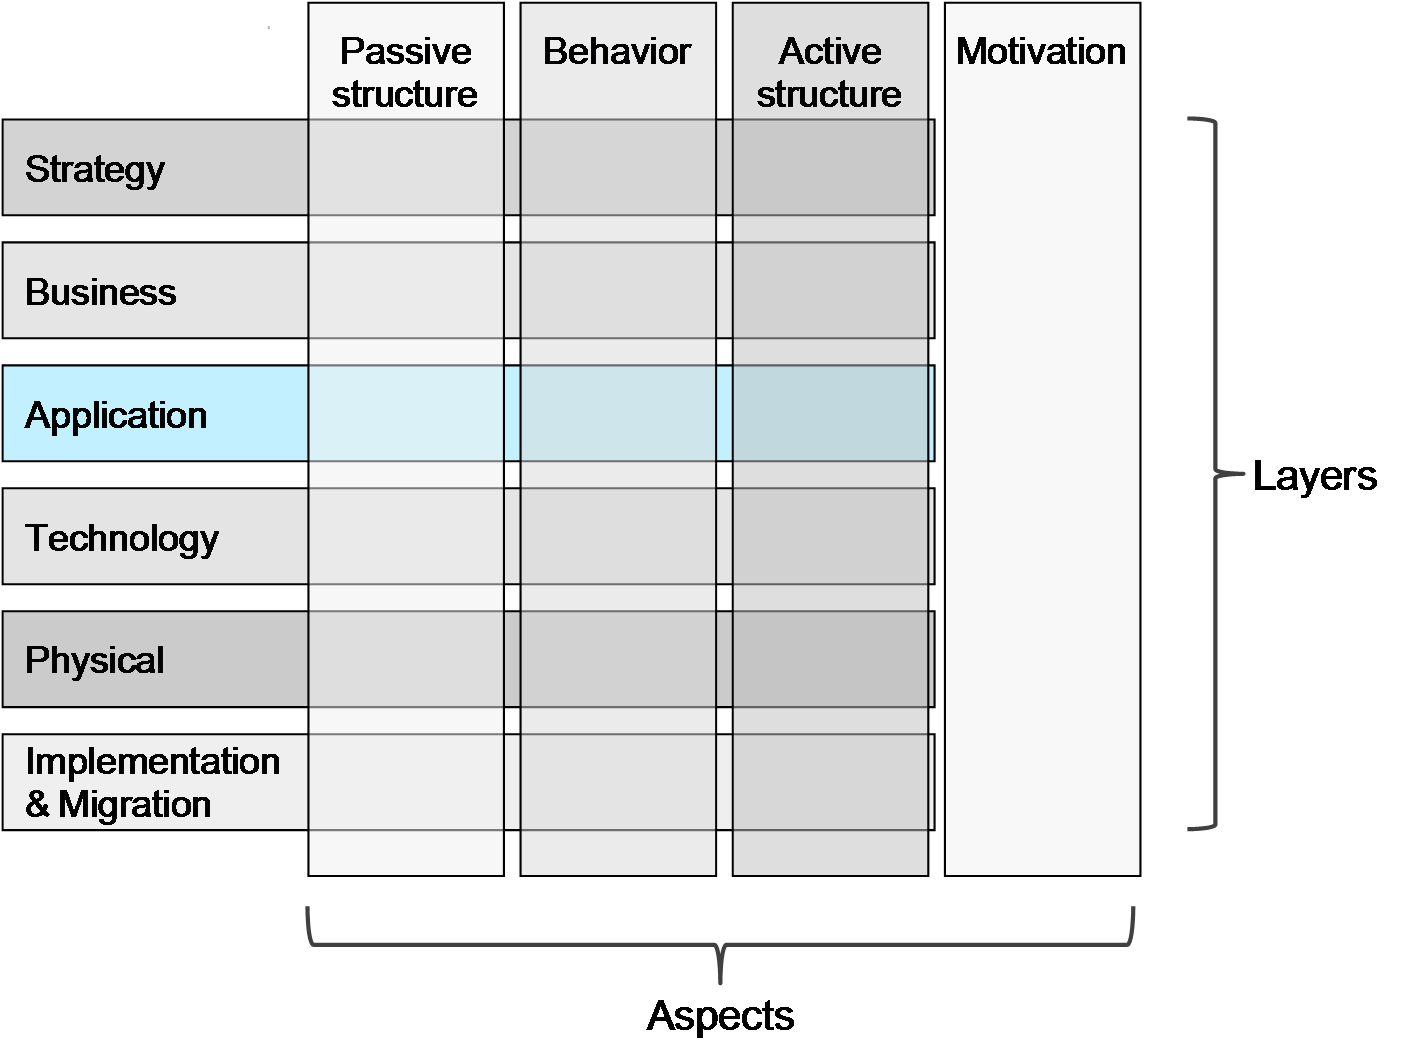 Passive
structure
Behavior
Active
structure
Motivation
Strategy
Business
Application
Technology
Physical
Implementation
& Migration
Layers
Aspects